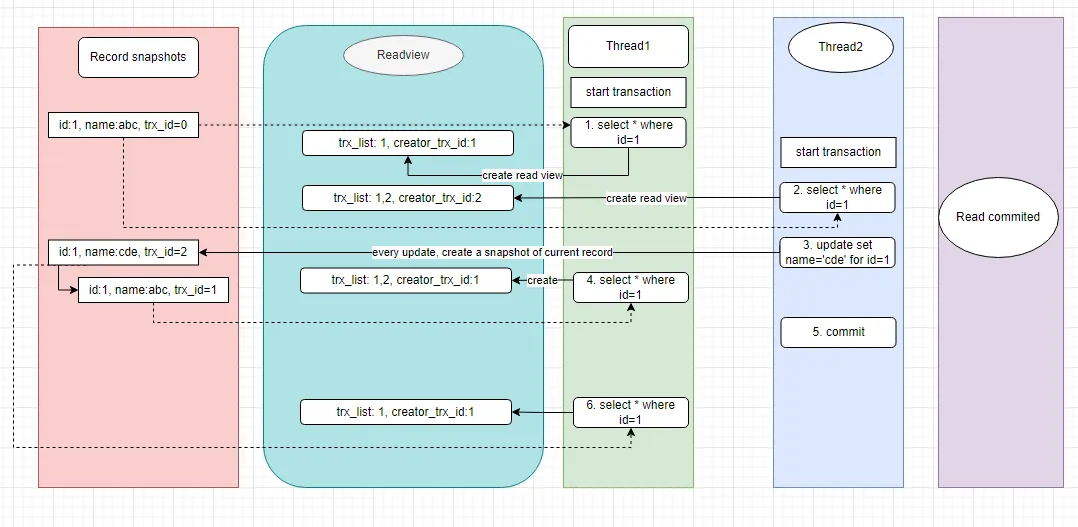 Record snapshots
Readview
Thread1
Thread2
start transaction
id:1, name:abc, trx_id=0
1. select * where
id=1
trx_list: 1, creator_trx_id:1
start transaction
create read view
trx_list: 1,2, creator_trx_id:2
create read view
2. select * where
id=1
Read commited
id:1, name:cde, trx_id=2
every update, create a snapshot of current record
3. update set
name='cde' for id=1
id:1, name:abc, trx_id=1
trx_list: 1,2, creator_trx_id:1
create
4. select * where
id=1
5. commit
trx_list: 1, creator_trx_id:1
6. select * where
id=1